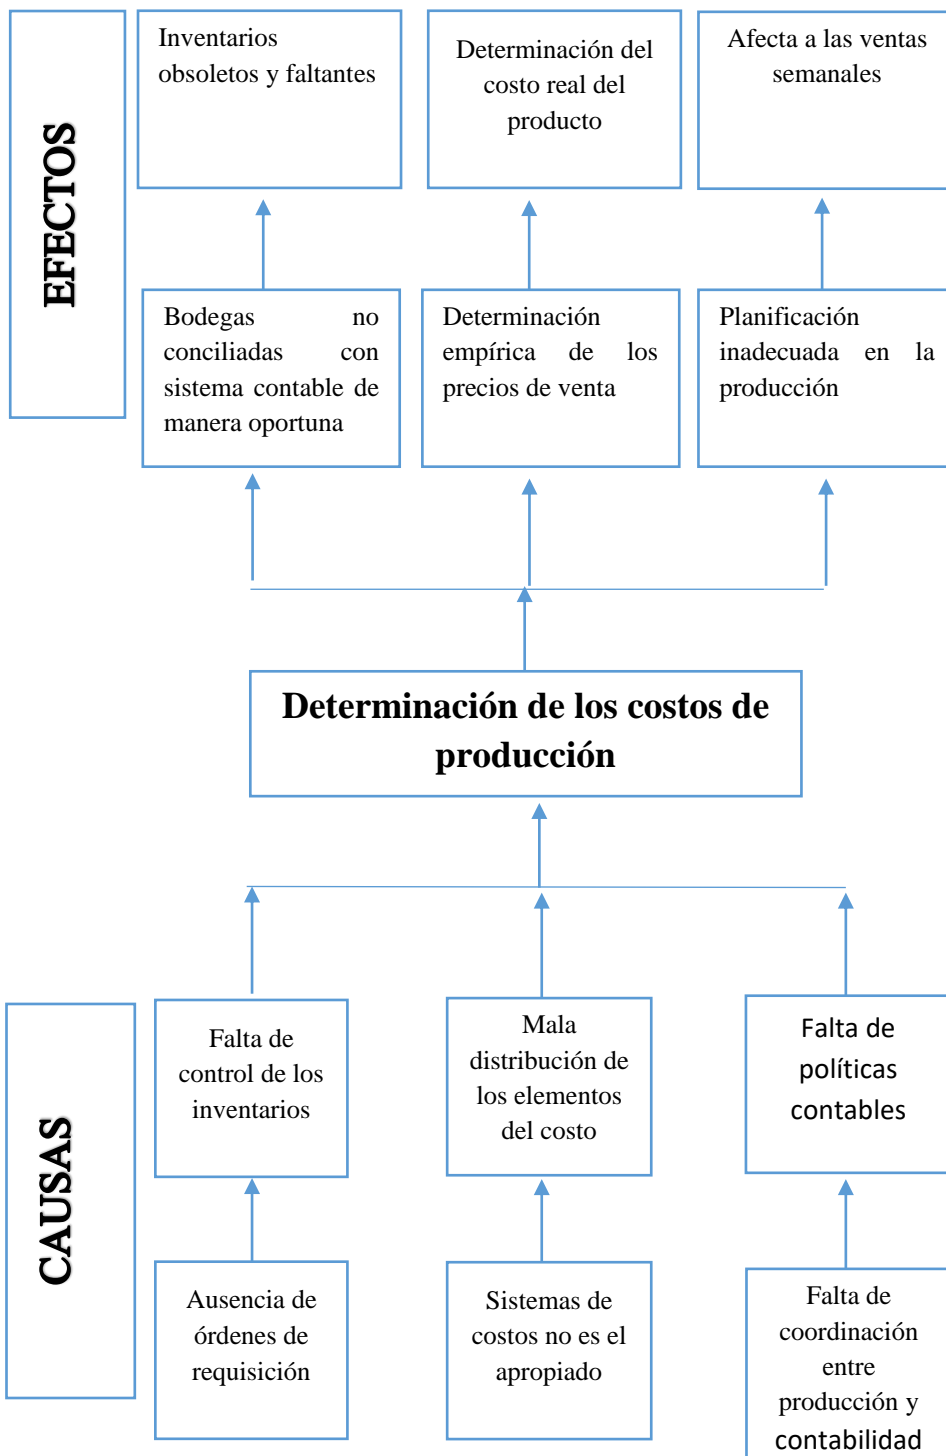 EFECTOS
Inventarios
obsoletos y faltantes
Determinación del
costo real del
producto
Afecta a las ventas
semanales
Bodegas no
conciliadas con
sistema contable de
manera oportuna
Determinación
empírica de los
precios de venta
Planificación
inadecuada en la
producción
Determinación de los costos de
producción
CAUSAS
Falta de
control de los
inventarios
Mala
distribución de
los elementos
del costo
Falta de
políticas
contables
Ausencia de
órdenes de
requisición
Sistemas de
costos no es el
apropiado
Falta de
coordinación
entre
producción y
contabilidad